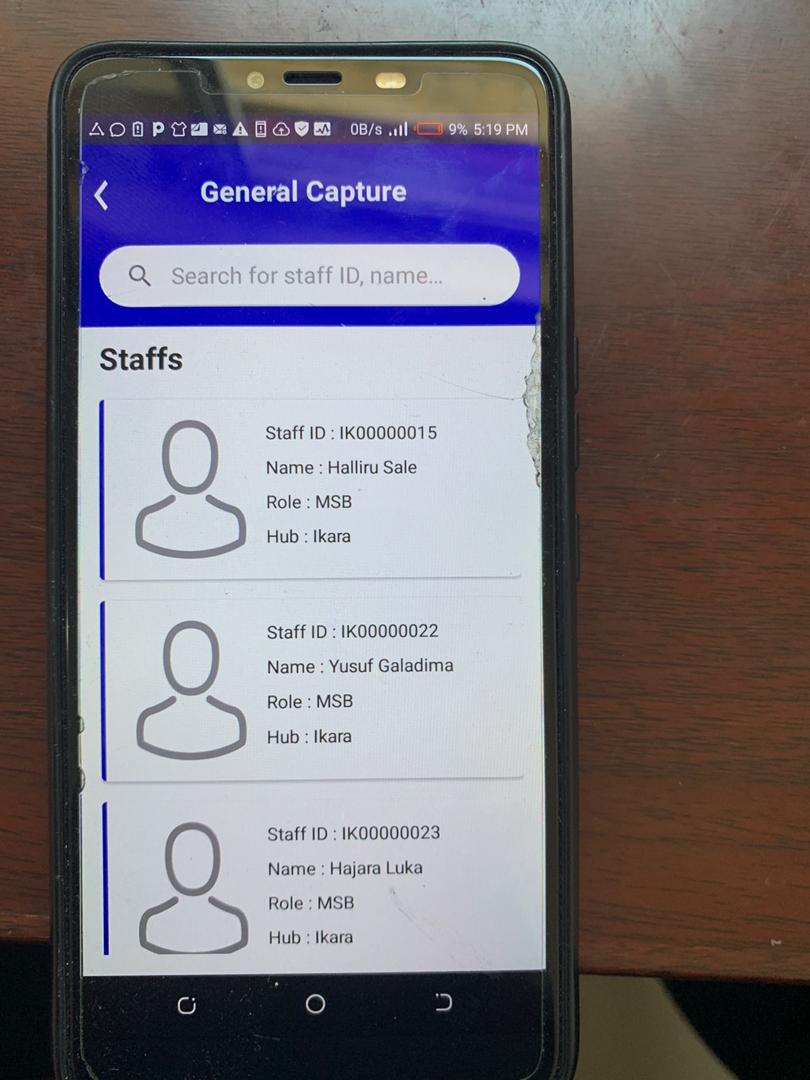 0B/s 9% 5:19 PM
General Capture
Search for staff ID, name...
Staffs
Staff ID : IK00000015
Name : Halliru Sale
Role : MSB
Hub : Ikara
Staff ID : IK00000022
Name : Yusuf Galadima
Role : MSB
Hub : Ikara
Staff ID : IK00000023
Name : Hajara Luka
Role : MSB
Hub : Ikara